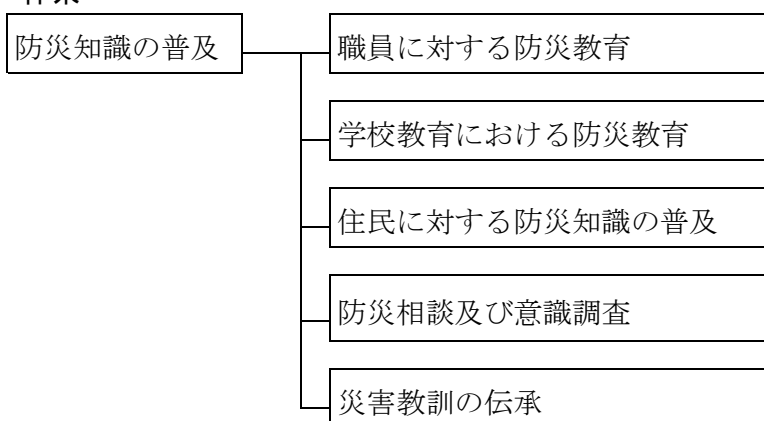 防災知識の普及
職員に対する防災教育
学校教育における防災教育
住民に対する防災知識の普及
防災相談及び意識調査
災害教訓の伝承